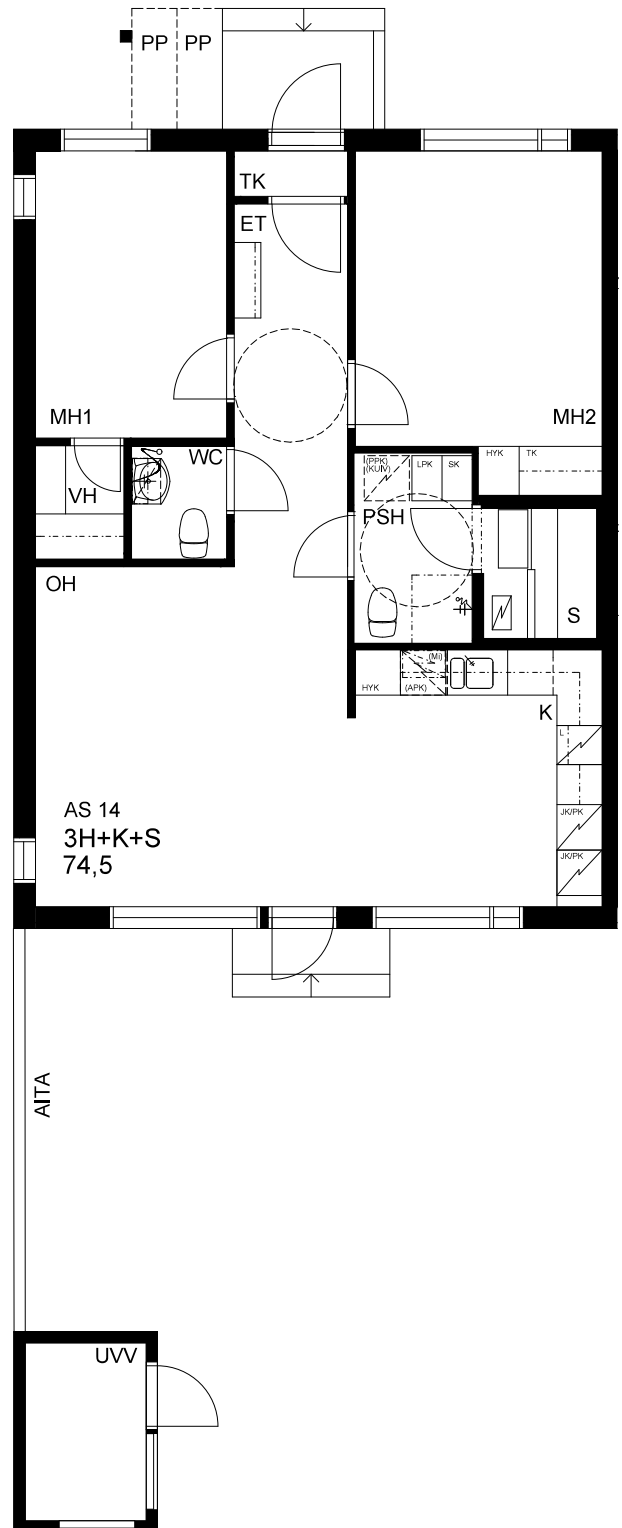 PP PP
TK
ET
MH1
MH2
WC
VH
(PPK)
(KUIV)
LPK
SK
HYK
TK
PSH
OH
S
(Mi)
HYK
(APK)
K
L
JK/PK
JK/PK
AS 14
3H+K+S
74,5
AITA
UVV